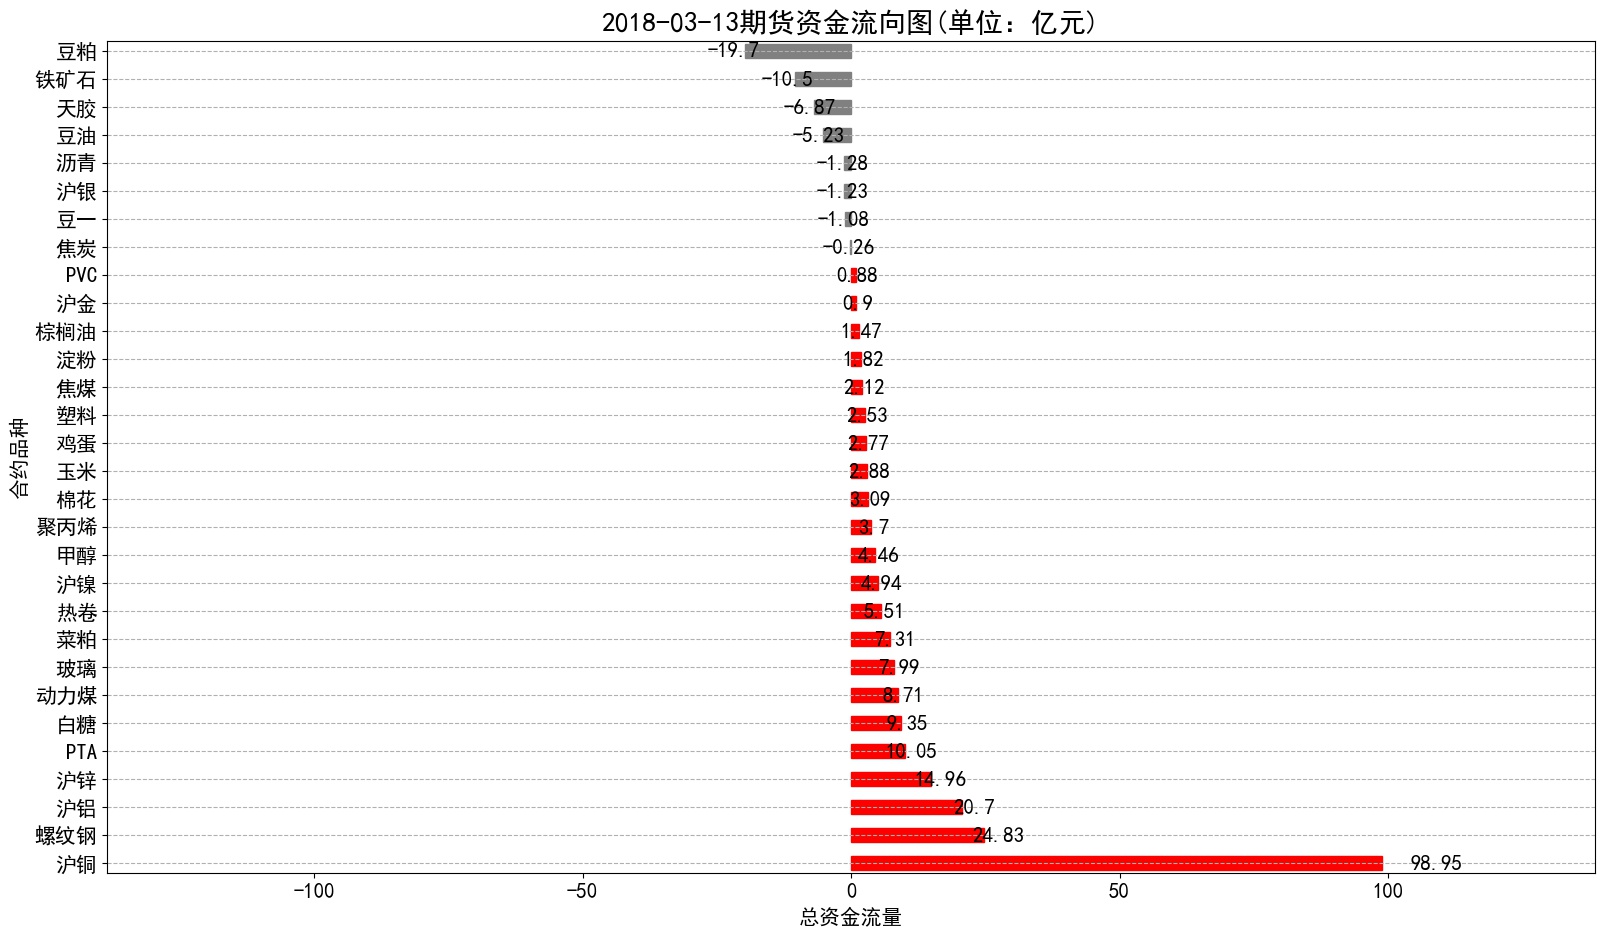 2018-03-13期货资金流向图(单位：亿元)
合约品种
豆粕 -19.7
铁矿石 -10.5
天胶 -6.87
豆油 -5.23
沥青 -1.28
沪银 -1.23
豆一 -1.08
焦炭 -0.26
PVC 0.88
沪金 0.9
棕榈油 1.47
淀粉 1.82
焦煤 2.12
塑料 2.53
鸡蛋 2.77
玉米 2.88
棉花 3.09
聚丙烯 3.7
甲醇 4.46
沪镍 4.94
热卷 5.51
菜粕 7.31
玻璃 7.99
动力煤 8.71
白糖 9.35
PTA 10.05
沪锌 14.96
沪铝 20.7
螺纹钢 24.83
沪铜 98.95
-100 -50 0 50 100
总资金流量